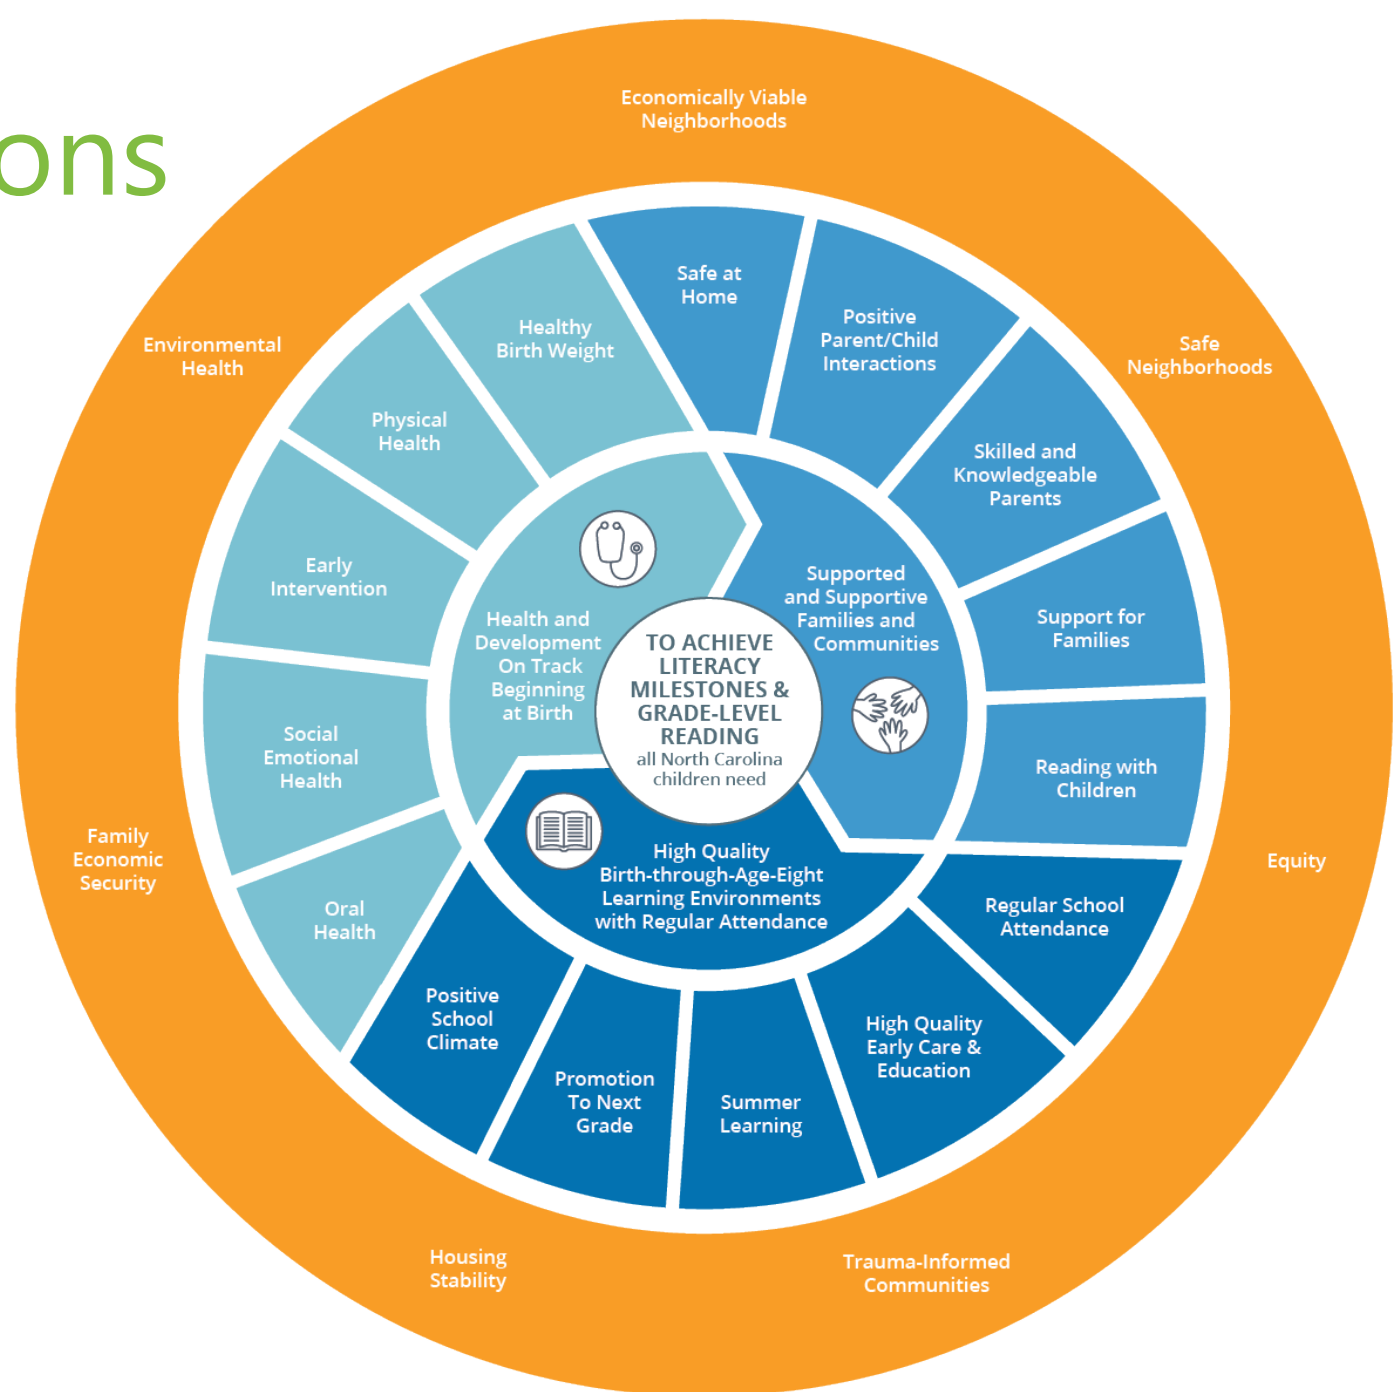 ons
Economically Viable
Neighborhoods
Safe
Neighborhoods
Equity
Trauma-Informed
Communities
Housing
Stability
Family
Economic
Security
Environmental
Health
Safe at
Home
Positive
Parent/Child
Interactions
Skilled and
Knowledgeable
Parents
Support for
Families
Reading with
Children
Regular School
Attendance
High Quality
Early Care &
Education
Summer
Learning
Promotion
To Next
Grade
Positive
School
Climate
Oral
Health
Social
Emotional
Health
Early
Intervention
Physical
Health
Healthy
Birth Weight
Health and
Development
On Track
Beginning
at Birth
Supported
and Supportive
Families and
Communities
High Quality
Birth-through-Age-Eight
Learning Environments
with Regular Attendance
TO ACHIEVE
LITERACY
MILESTONES &
GRADE-LEVEL
READING
all North Carolina
children need